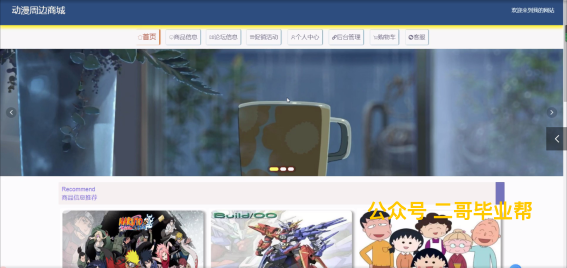 动漫周边商城
欢迎来到我的网站
首页 商品信息 论坛信息 促销活动 个人中心 后台管理 购物车 客服
Recommend
商品信息推荐
公众号 二哥毕业帮
Build/OO